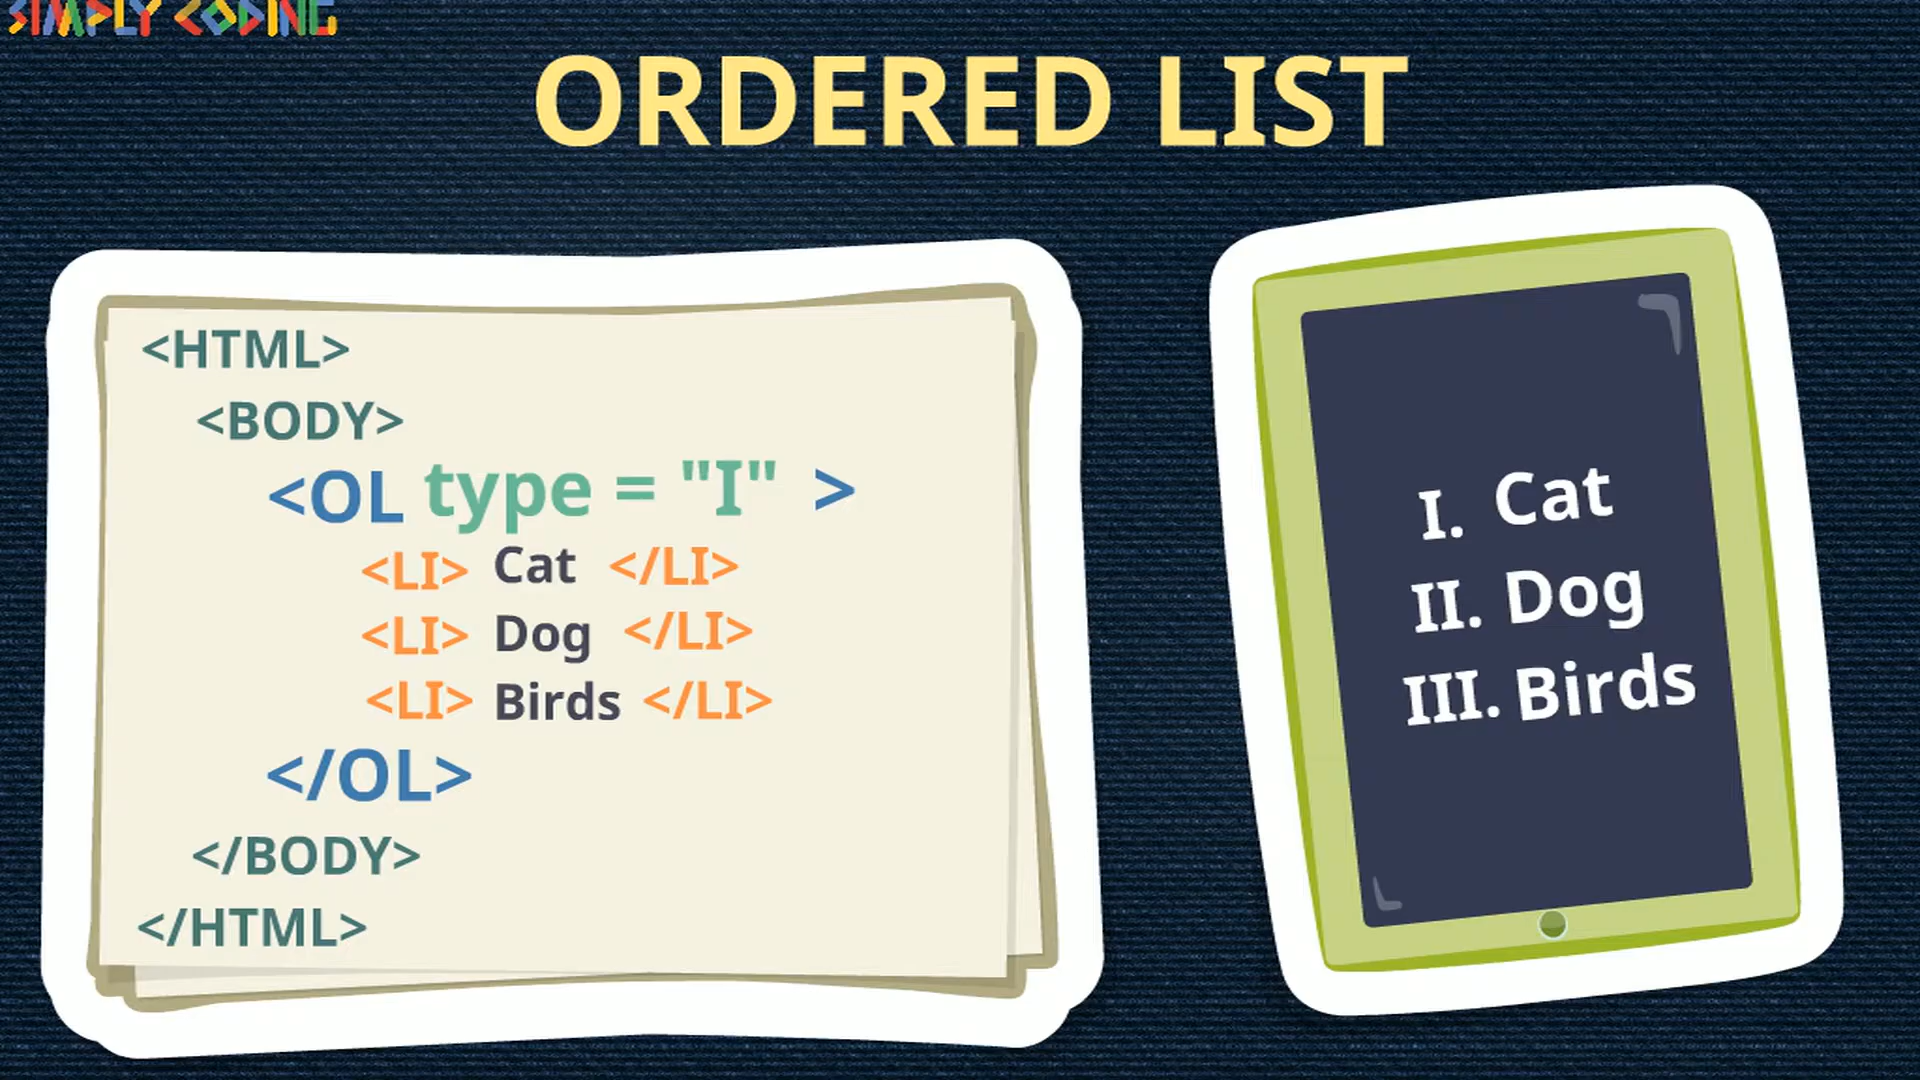 SIMPLY CODING
ORDERED LIST
<HTML>
<BODY>
<OL type = "I" >
<LI> Cat </LI>
<LI> Dog </LI>
<LI> Birds </LI>
</OL>
</BODY>
</HTML>
I. Cat
II. Dog
III. Birds